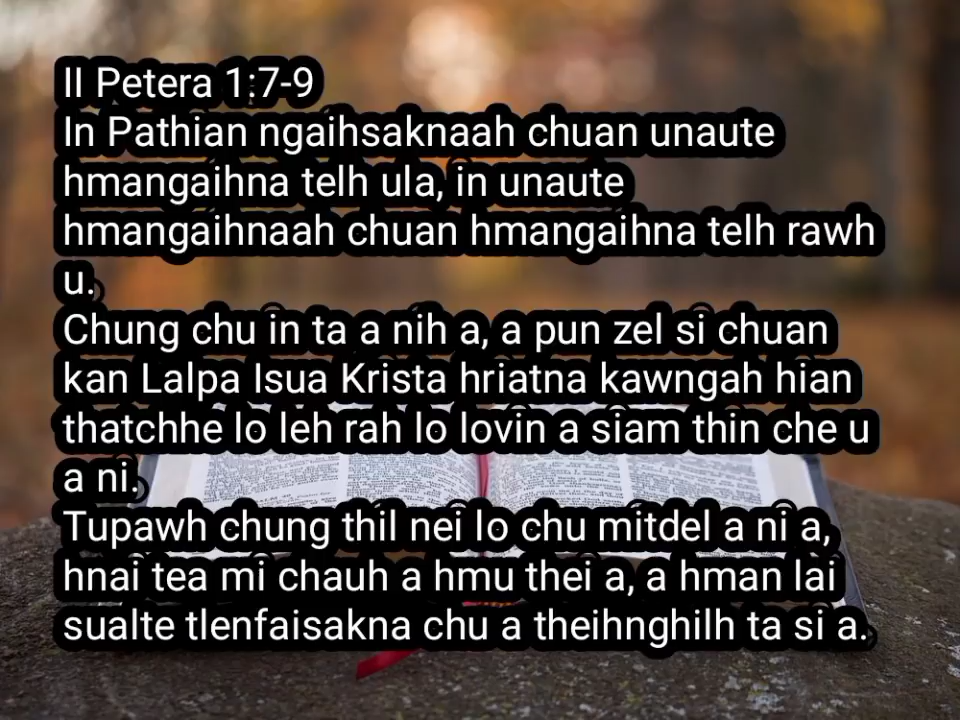 II Petera 1:7-9
In Pathian ngaihsaknaah chuan unaute
hmangaihna telh ula, in unaute
hmangaihnaah chuan hmangaihna telh rawh
u.
Chung chu in ta a nih a, a pun zel si chuan
kan Lalpa Isua Krista hriatna kawngah hian
thatchhe lo leh rah lo lovin a siam thin che u
a ni.
Tupawh chung thil nei lo chu mitdel a ni a,
hnai tea mi chauh a hmu thei a, a hman lai
sualte tlenfaisakna chu a theihnghilh ta si a.